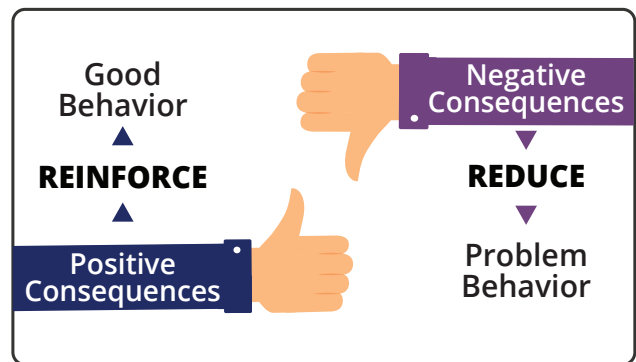 Good
Behavior
REINFORCE
Positive
Consequences
Negative
Consequences
REDUCE
Problem
Behavior